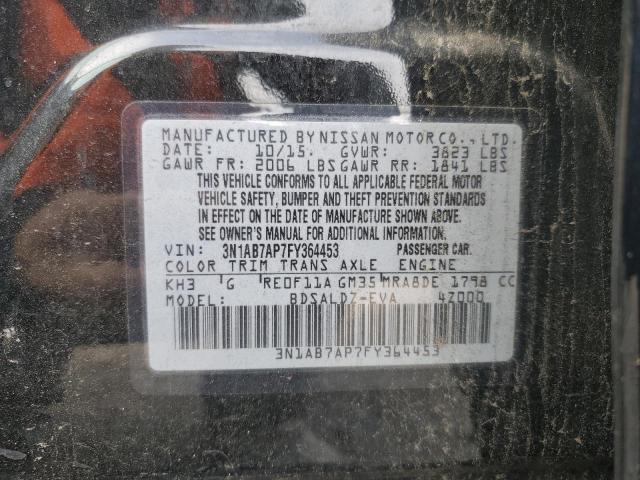 MANUFACTURED BY NISSAN MOTOR CO., LTD.
DATE: 10/15. GVWR: 3823 LBS
GAWR FR: 2006 LBS GAWR RR: 1841 LBS
THIS VEHICLE CONFORMS TO ALL APPLICABLE FEDERAL MOTOR
VEHICLE SAFETY, BUMPER AND THEFT PREVENTION STANDARDS
IN EFFECT ON THE DATE OF MANUFACTURE SHOWN ABOVE.
SEE OWNER'S MANUAL FOR ADDITIONAL INFORMATION.
VIN: 3N1AB7AP7FY364453 PASSENGER CAR.
COLOR TRIM TRANS AXLE ENGINE
KH3 G RE0F11A GM35 MRA8DE 1798 CC
MODEL BDSALDZ-EVA 4Z000
3N1AB7AP7FY364453